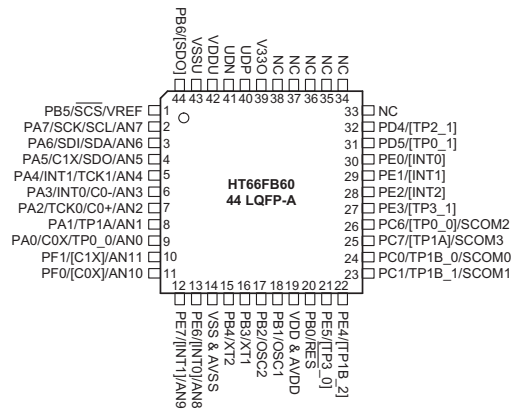 PB6/[SDO]
VSSU
VDDU
UDN
UDP
V33O
NC
NC
NC
NC
NC
44 43 42 41 40 39 38 37 36 35 34
PB5/SCS/VREF 1
PA7/SCK/SCL/AN7 2
PA6/SDI/SDA/AN6 3
PA5/C1X/SDO/AN5 4
PA4/INT1/TCK1/AN4 5
PA3/INT0/C0-/AN3 6
PA2/TCK0/C0+/AN2 7
PA1/TP1A/AN1 8
PA0/C0X/TP0_0/AN0 9
PF1/[C1X]/AN11 10
PF0/[C0X]/AN10 11
HT66FB60
44 LQFP-A
33 NC
32 PD4/[TP2_1]
31 PD5/[TP0_1]
30 PE0/[INT0]
29 PE1/[INT1]
28 PE2/[INT2]
27 PE3/[TP3_1]
26 PC6/[TP0_0]/SCOM2
25 PC7/[TP1A]/SCOM3
24 PC0/TP1B_0/SCOM0
23 PC1/TP1B_1/SCOM1
12 13 14 15 16 17 18 19 20 21 22
PE7/[INT1]/AN9
PE6/[INT0]/AN8
VSS & AVSS
PB4/XT2
PB3/XT1
PB2/OSC2
PB1/OSC1
VDD & AVDD
PB0/RES
PE5/[TP3_0]
PE4/[TP1B_2]